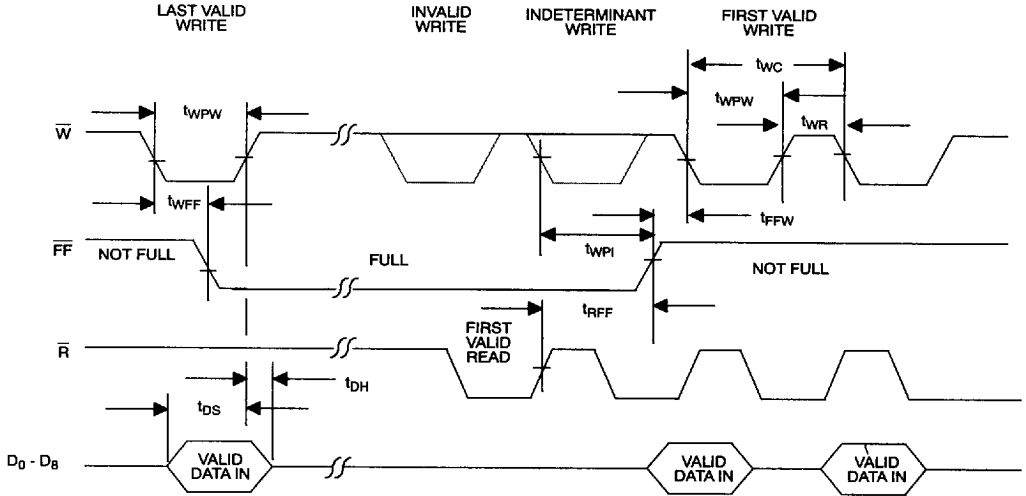 LAST VALID
WRITE
INVALID
WRITE
INDETERMINANT
WRITE
FIRST VALID
WRITE
tWC
tWPW
tWPW
tWR
W
tWFF
tFFW
FF
NOT FULL
FULL
tWPI
NOT FULL
tRFF
FIRST
VALID
READ
R
tDH
tDS
D0 - D8
VALID
DATA IN
VALID
DATA IN
VALID
DATA IN